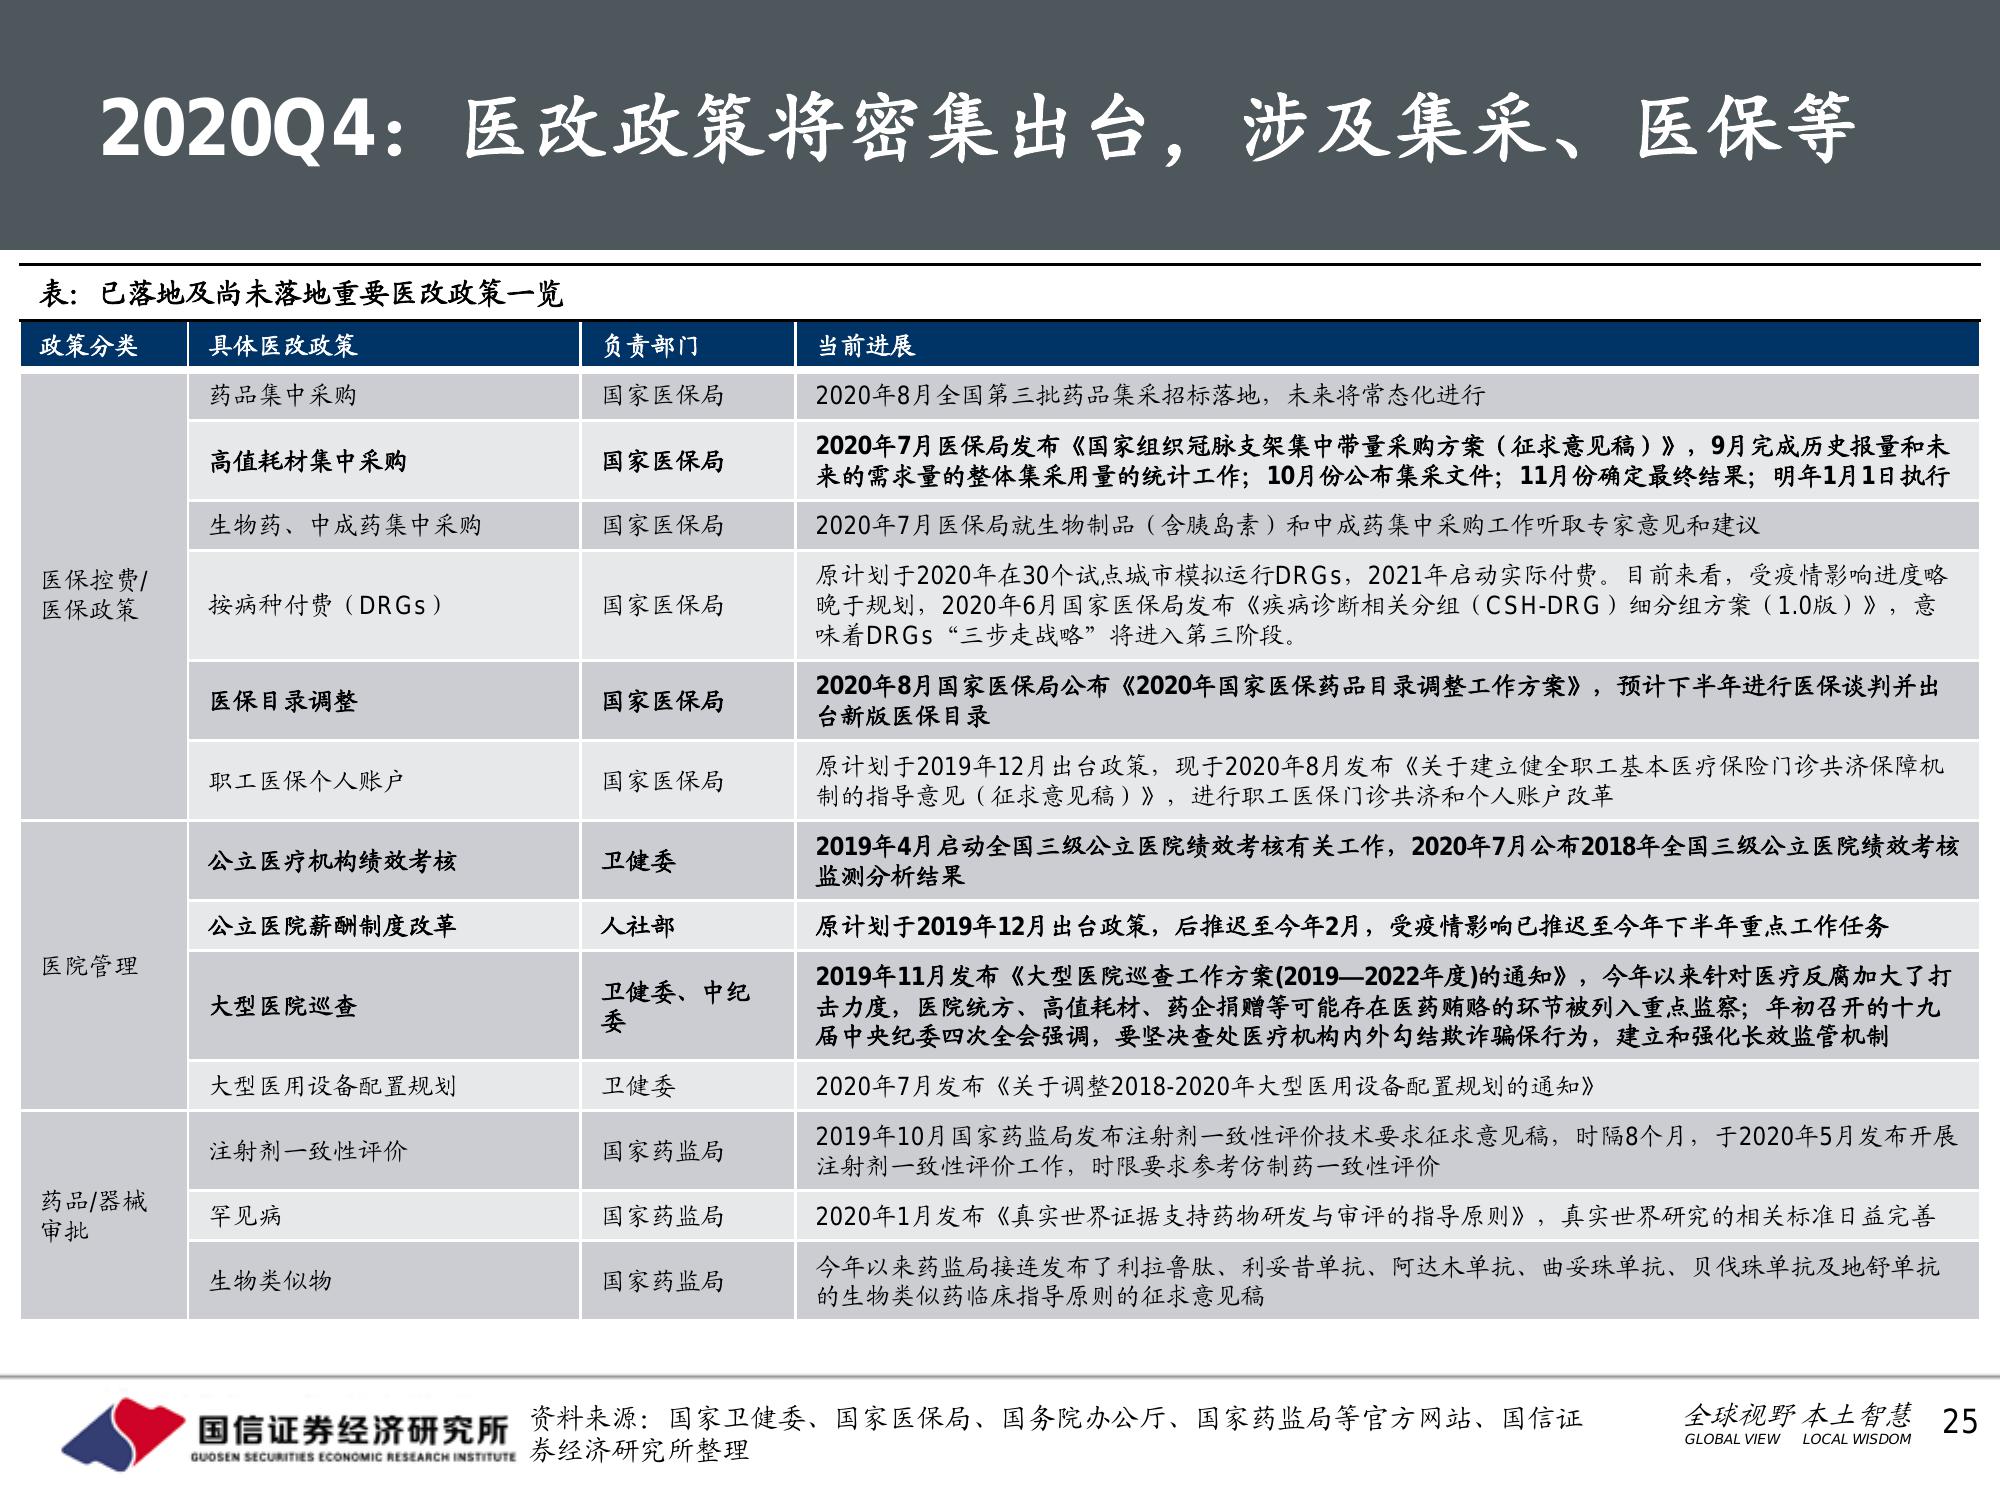 2020Q4：医改政策将密集出台，涉及集采、医保等
表：已落地及尚未落地重要医改政策一览
政策分类 具体医改政策 负责部门 当前进展
医保控费/
医保政策
药品集中采购 国家医保局 2020年8月全国第三批药品集采招标落地，未来将常态化进行
高值耗材集中采购 国家医保局 2020年7月医保局发布《国家组织冠脉支架集中带量采购方案（征求意见稿）》，9月完成历史报量和未
来的需求量的整体集采用量的统计工作；10月份公布集采文件；11月份确定最终结果；明年1月1日执行
生物药、中成药集中采购 国家医保局 2020年7月医保局就生物制品（含胰岛素）和中成药集中采购工作听取专家意见和建议
按病种付费（DRGs） 国家医保局 原计划于2020年在30个试点城市模拟运行DRGs，2021年启动实际付费。目前来看，受疫情影响进度略
晚于规划，2020年6月国家医保局发布《疾病诊断相关分组（CSH-DRG）细分组方案（1.0版）》，意
味着DRGs“三步走战略”将进入第三阶段。
医保目录调整 国家医保局 2020年8月国家医保局公布《2020年国家医保药品目录调整工作方案》，预计下半年进行医保谈判并出
台新版医保目录
职工医保个人账户 国家医保局 原计划于2019年12月出台政策，现于2020年8月发布《关于建立健全职工基本医疗保险门诊共济保障机
制的指导意见（征求意见稿）》，进行职工医保门诊共济和个人账户改革
医院管理
公立医疗机构绩效考核 卫健委 2019年4月启动全国三级公立医院绩效考核有关工作，2020年7月公布2018年全国三级公立医院绩效考核
监测分析结果
公立医院薪酬制度改革 人社部 原计划于2019年12月出台政策，后推迟至今年2月，受疫情影响已推迟至今年下半年重点工作任务
大型医院巡查 卫健委、中纪
委
2019年11月发布《大型医院巡查工作方案(2019—2022年度)的通知》，今年以来针对医疗反腐加大了打
击力度，医院统方、高值耗材、药企捐赠等可能存在医药贿赂的环节被列入重点监察；年初召开的十九
届中央纪委四次全会强调，要坚决查处医疗机构内外勾结欺诈骗保行为，建立和强化长效监管机制
大型医用设备配置规划 卫健委 2020年7月发布《关于调整2018-2020年大型医用设备配置规划的通知》
药品/器械
审批
注射剂一致性评价 国家药监局 2019年10月国家药监局发布注射剂一致性评价技术要求征求意见稿，时隔8个月，于2020年5月发布开展
注射剂一致性评价工作，时限要求参考仿制药一致性评价
罕见病 国家药监局 2020年1月发布《真实世界证据支持药物研发与审评的指导原则》，真实世界研究的相关标准日益完善
生物类似物 国家药监局 今年以来药监局接连发布了利拉鲁肽、利妥昔单抗、阿达木单抗、曲妥珠单抗、贝伐珠单抗及地舒单抗
的生物类似药临床指导原则的征求意见稿
国信证券经济研究所
GUOSEN SECURITIES ECONOMIC RESEARCH INSTITUTE
资料来源：国家卫健委、国家医保局、国务院办公厅、国家药监局等官方网站、国信证
券经济研究所整理
全球视野 本土智慧
GLOBAL VIEW LOCAL WISDOM
25